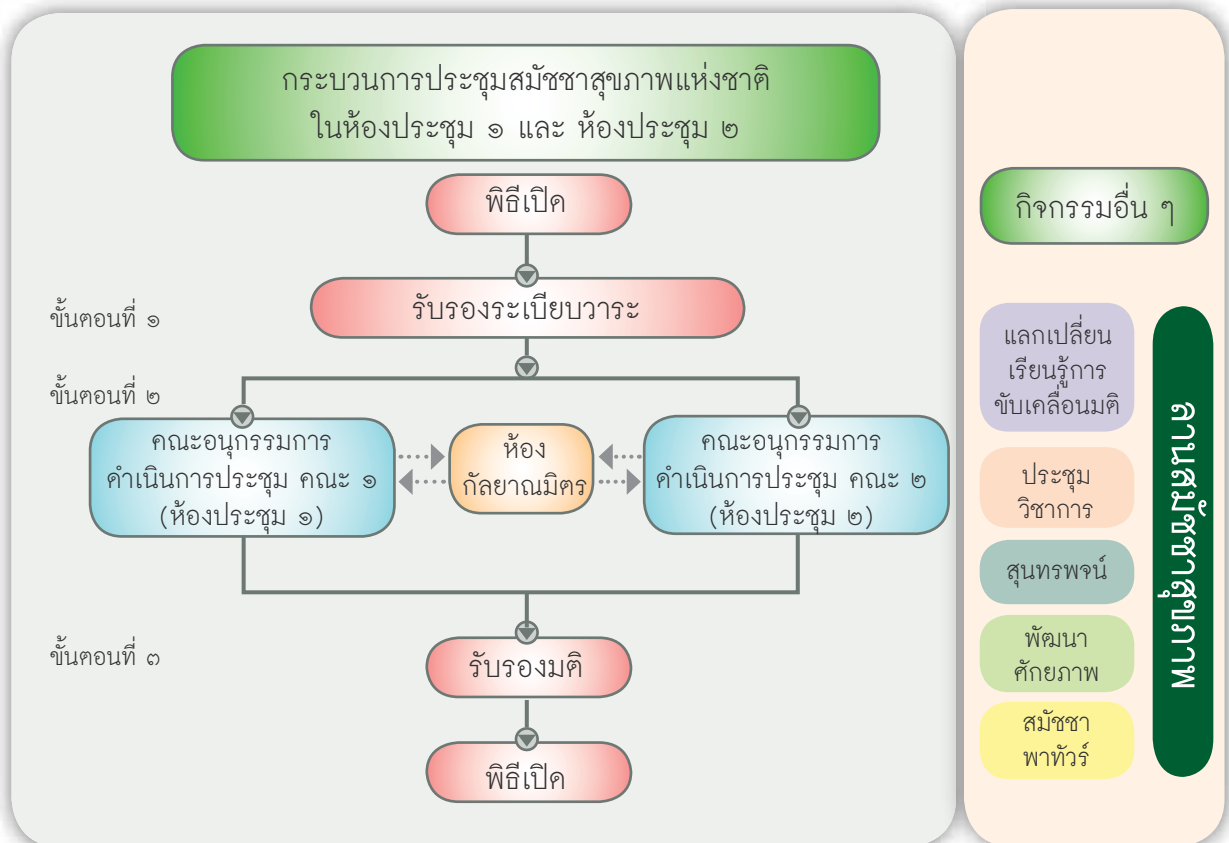 กระบวนการประชุมสมัชชาสุขภาพแห่งชาติ
ในห้องประชุม ๑ และ ห้องประชุม ๒
พิธีเปิด
ขั้นตอนที่ ๑
รับรองระเบียบวาระ
ขั้นตอนที่ ๒
คณะอนุกรรมการ
ดำเนินการประชุม คณะ ๑
(ห้องประชุม ๑)
ห้อง
กัลยาณมิตร
คณะอนุกรรมการ
ดำเนินการประชุม คณะ ๒
(ห้องประชุม ๒)
ขั้นตอนที่ ๓
รับรองมติ
พิธีเปิด
กิจกรรมอื่น ๆ
แลกเปลี่ยน
เรียนรู้การ
ขับเคลื่อนมติ
ประชุม
วิชาการ
สุนทรพจน์
พัฒนา
ศักยภาพ
สมัชชา
พาทัวร์
ลานสมัชชาสุขภาพ